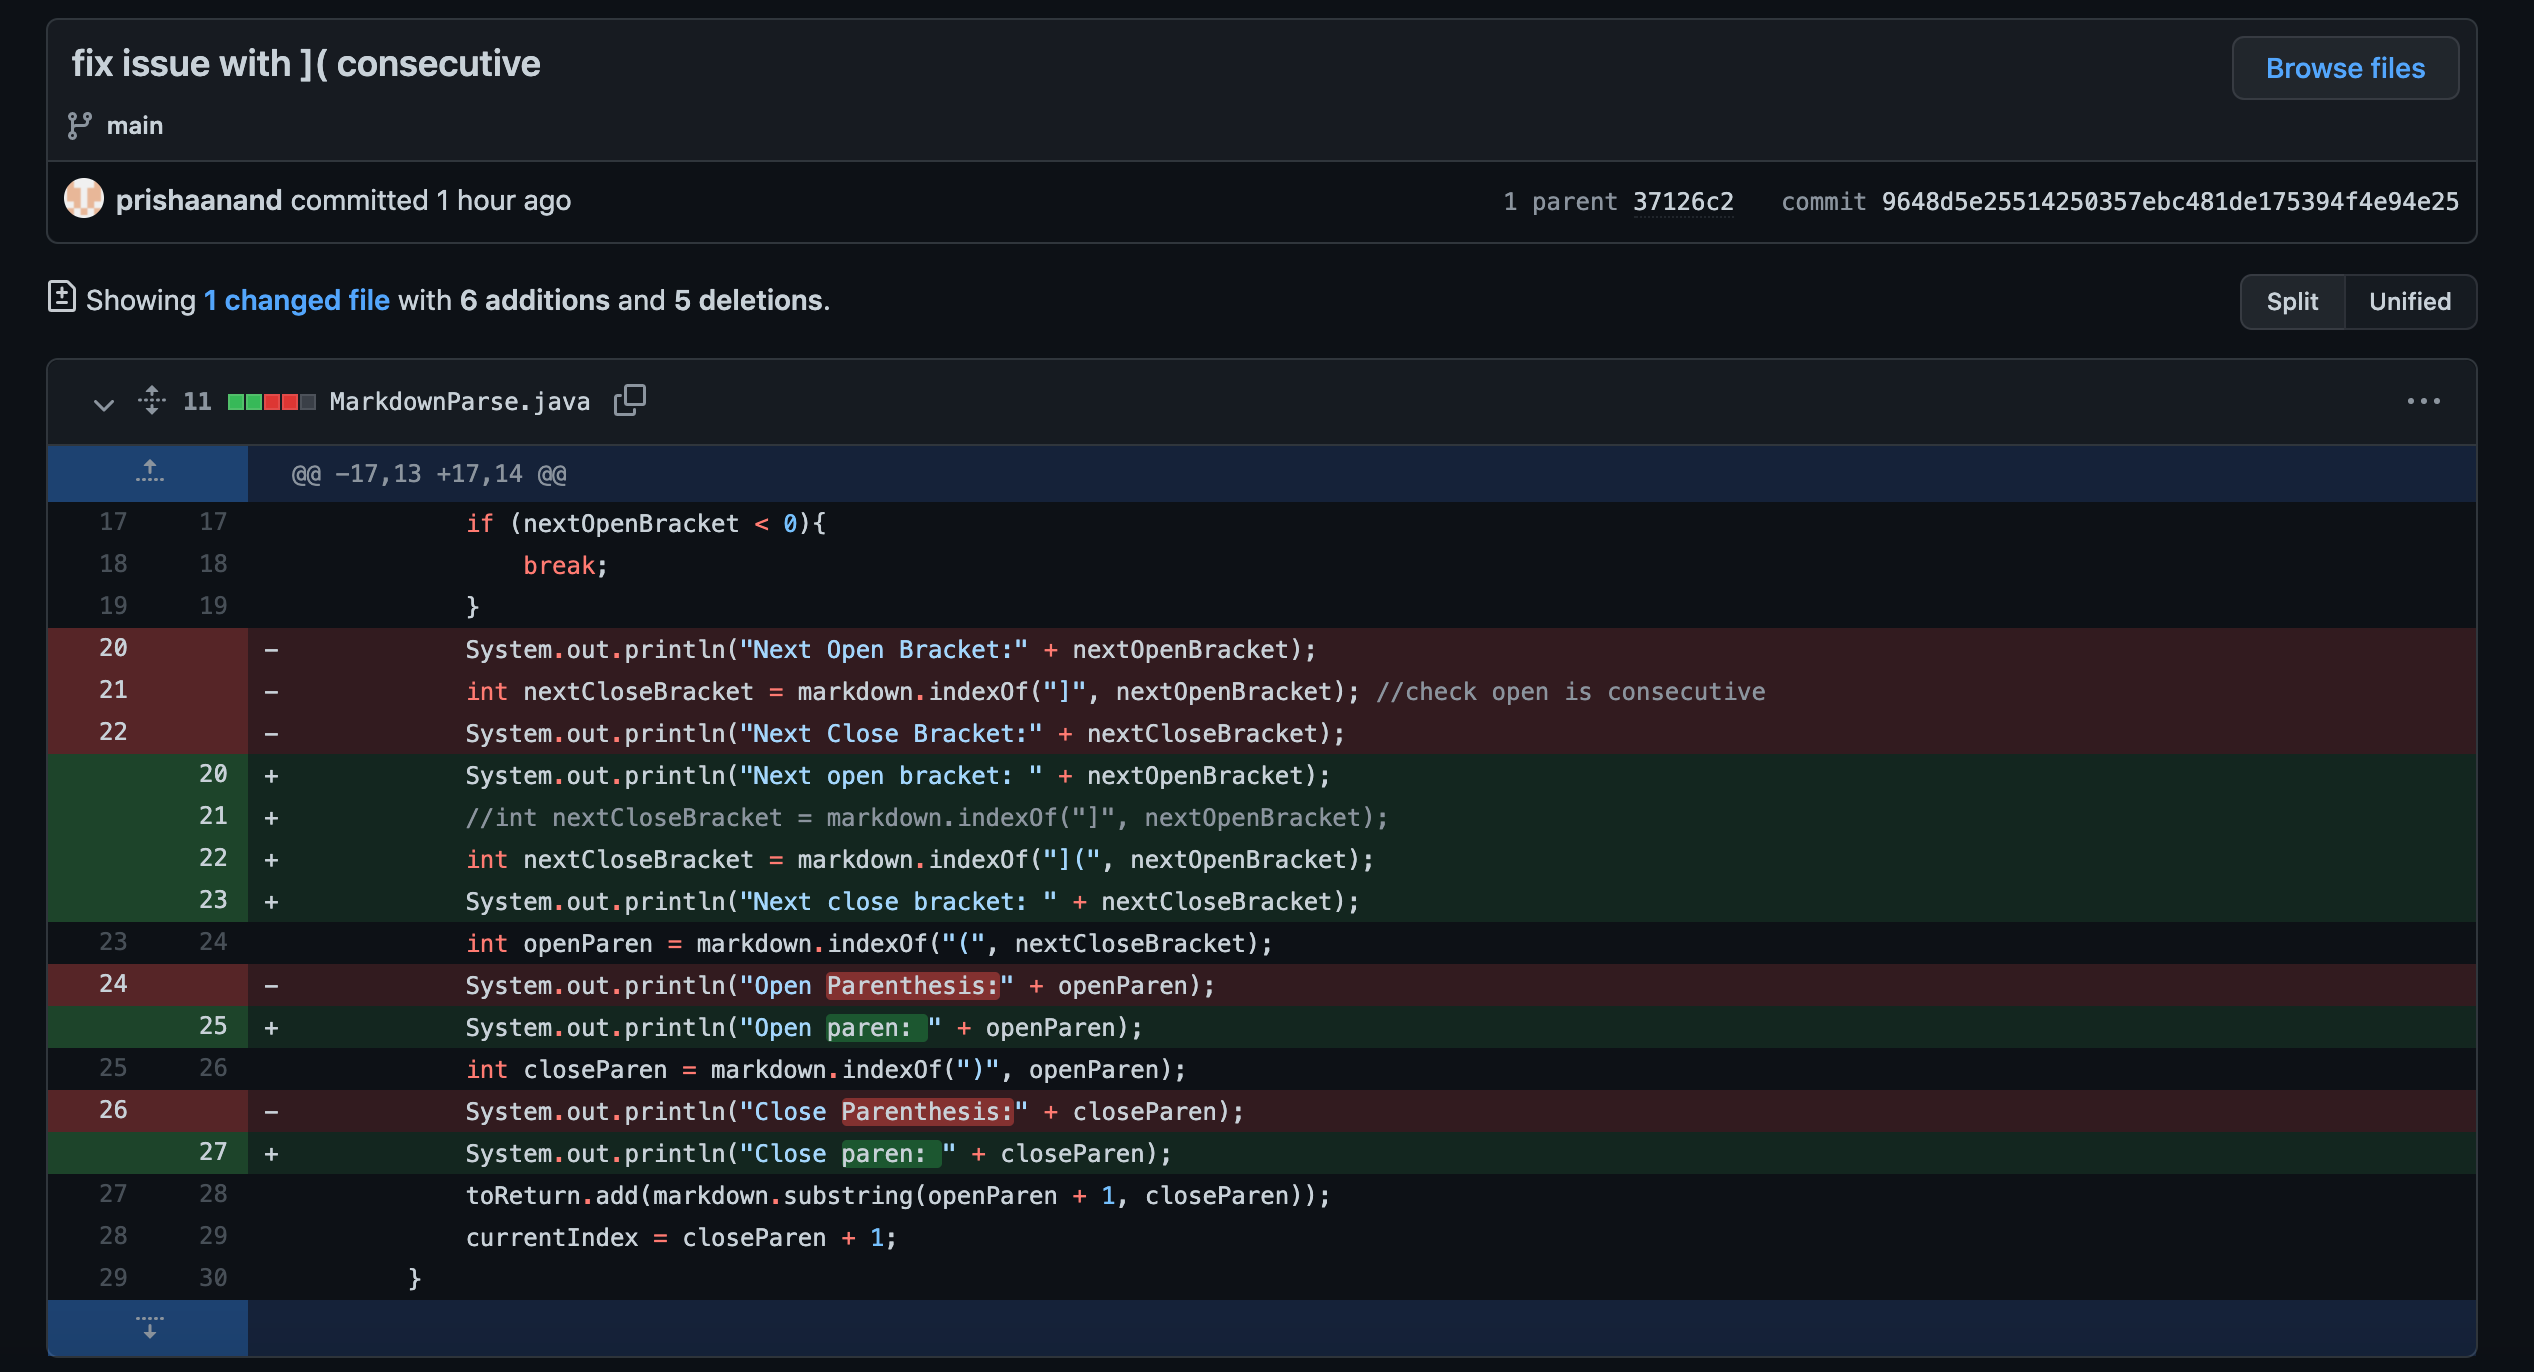 fix issue with ]( consecutive
Browse files
main
prishaanand committed 1 hour ago
1 parent 37126c2 commit 9648d5e25514250357ebc481de175394f4e94e25
Showing 1 changed file with 6 additions and 5 deletions.
Split Unified
11 MarkdownParse.java
@@ -17,13 +17,14 @@
17 17 if (nextOpenBracket < 0){
18 18 break;
19 19 }
20 - System.out.println("Next Open Bracket:" + nextOpenBracket);
21 - int nextCloseBracket = markdown.indexOf("]", nextOpenBracket); //check open is consecutive
22 - System.out.println("Next Close Bracket:" + nextCloseBracket);
20 + System.out.println("Next open bracket: " + nextOpenBracket);
21 + //int nextCloseBracket = markdown.indexOf("]", nextOpenBracket);
22 + int nextCloseBracket = markdown.indexOf("](", nextOpenBracket);
23 + System.out.println("Next close bracket: " + nextCloseBracket);
23 24 int openParen = markdown.indexOf("(", nextCloseBracket);
24 - System.out.println("Open Parenthesis:" + openParen);
25 + System.out.println("Open paren: " + openParen);
25 26 int closeParen = markdown.indexOf(")", openParen);
26 - System.out.println("Close Parenthesis:" + closeParen);
27 + System.out.println("Close paren: " + closeParen);
27 28 toReturn.add(markdown.substring(openParen + 1, closeParen));
28 29 currentIndex = closeParen + 1;
29 30 }